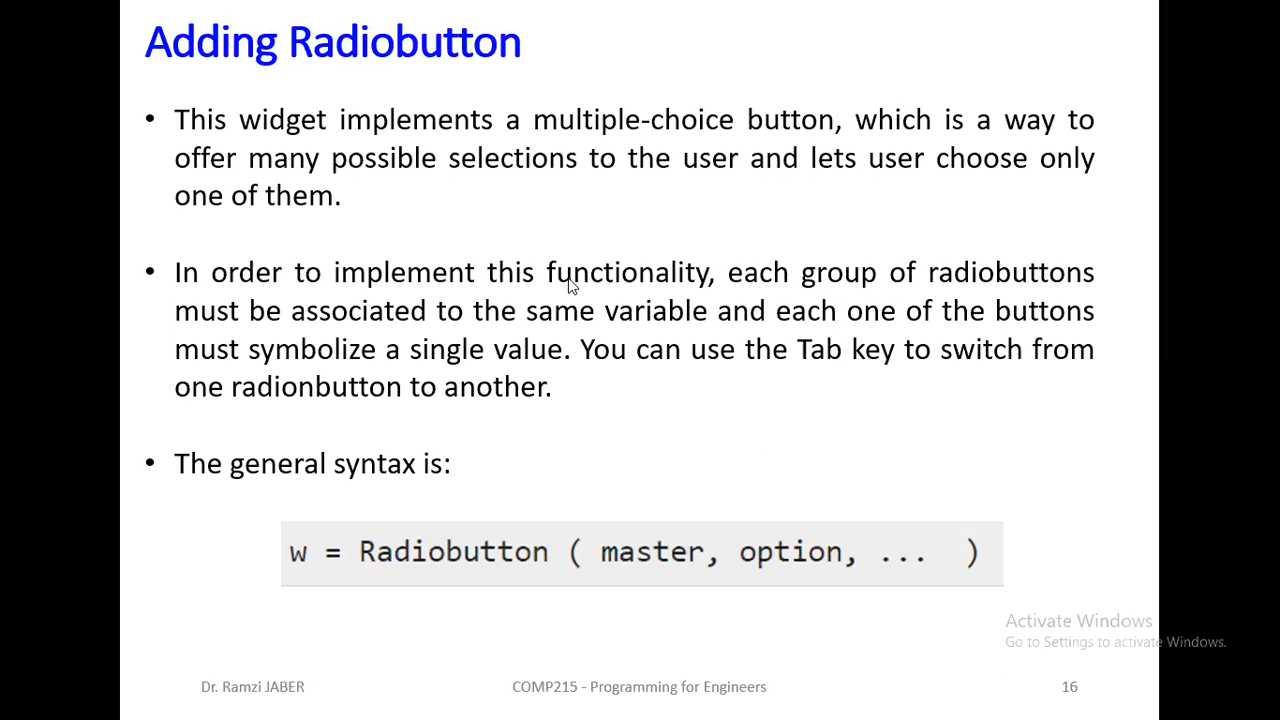 Adding Radiobutton
• This widget implements a multiple-choice button, which is a way to
offer many possible selections to the user and lets user choose only
one of them.
• In order to implement this functionality, each group of radiobuttons
must be associated to the same variable and each one of the buttons
must symbolize a single value. You can use the Tab key to switch from
one radionbutton to another.
• The general syntax is:
w = Radiobutton ( master, option, ... )
Activate Windows
Go to Settings to activate Windows.
Dr. Ramzi JABER COMP215 - Programming for Engineers 16